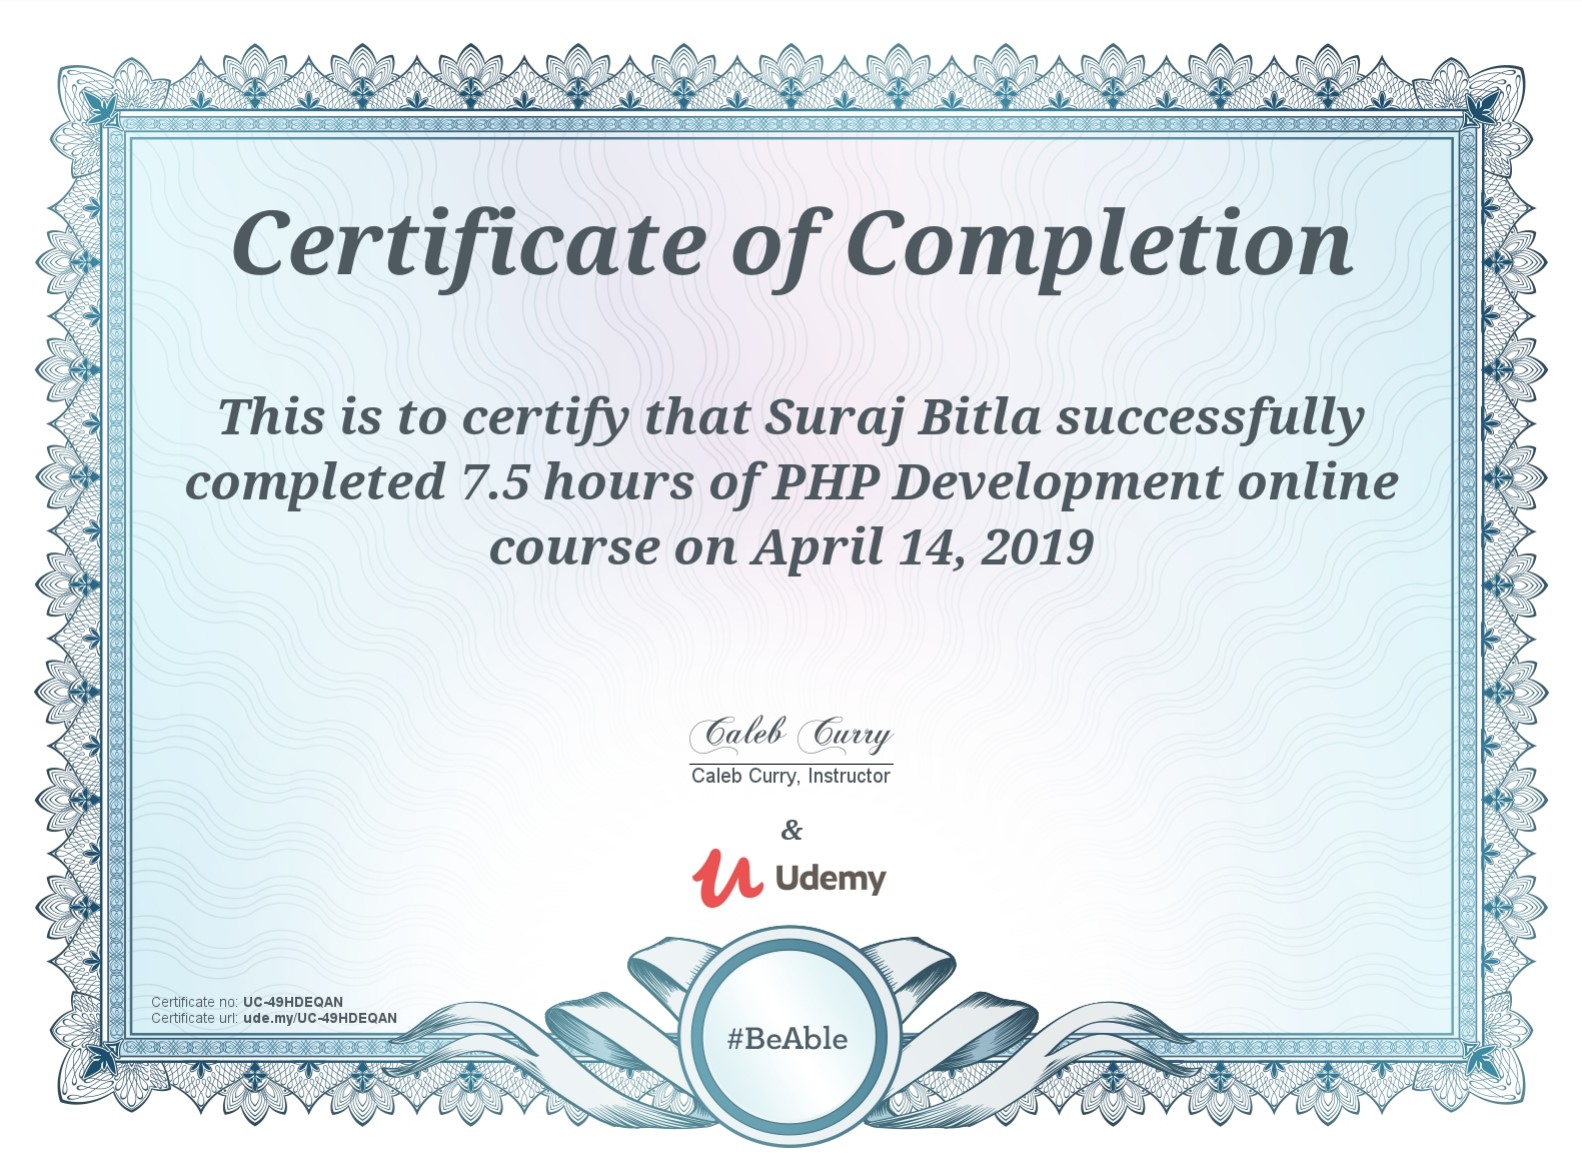 Certificate of Completion
This is to certify that Suraj Bitla successfully
completed 7.5 hours of PHP Development online
course on April 14, 2019
Caleb Curry
Caleb Curry, Instructor
&
Udemy
Certificate no: UC-49HDEQAN
Certificate url: ude.my/UC-49HDEQAN
#BeAble